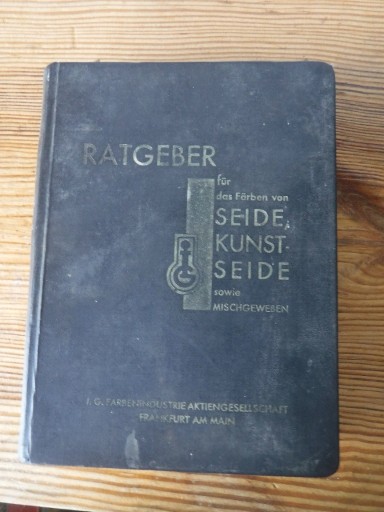 RATGEBER
für
das Färben von
SEIDE,
KUNST-
SEIDE
sowie
MISCHGEWEBEN
I. G. FARBENINDUSTRIE AKTIENGESELLSCHAFT
FRANKFURT AM MAIN